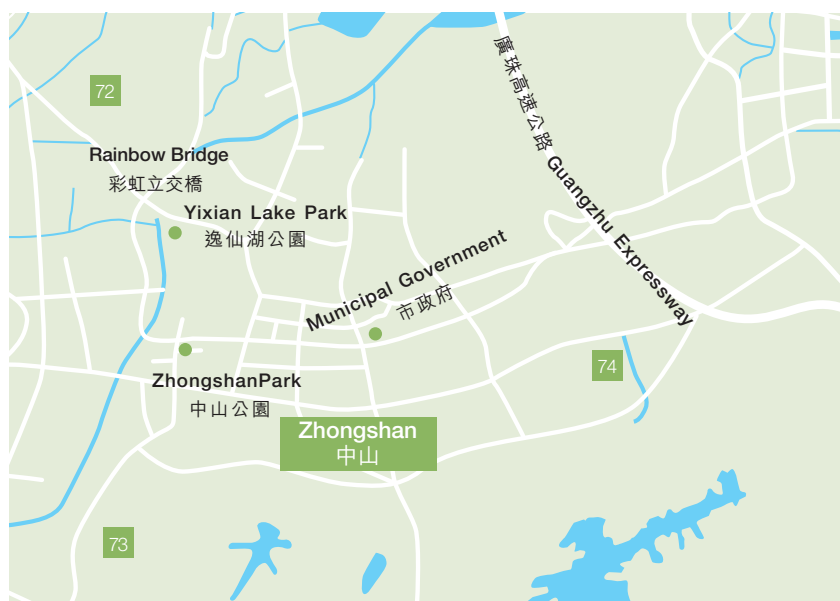 72
Rainbow Bridge
彩虹立交橋
Yixian Lake Park
逸仙湖公園
廣珠高速公路 Guangzhu Expressway
Municipal Government
市政府
ZhongshanPark
中山公園
74
Zhongshan
中山
73